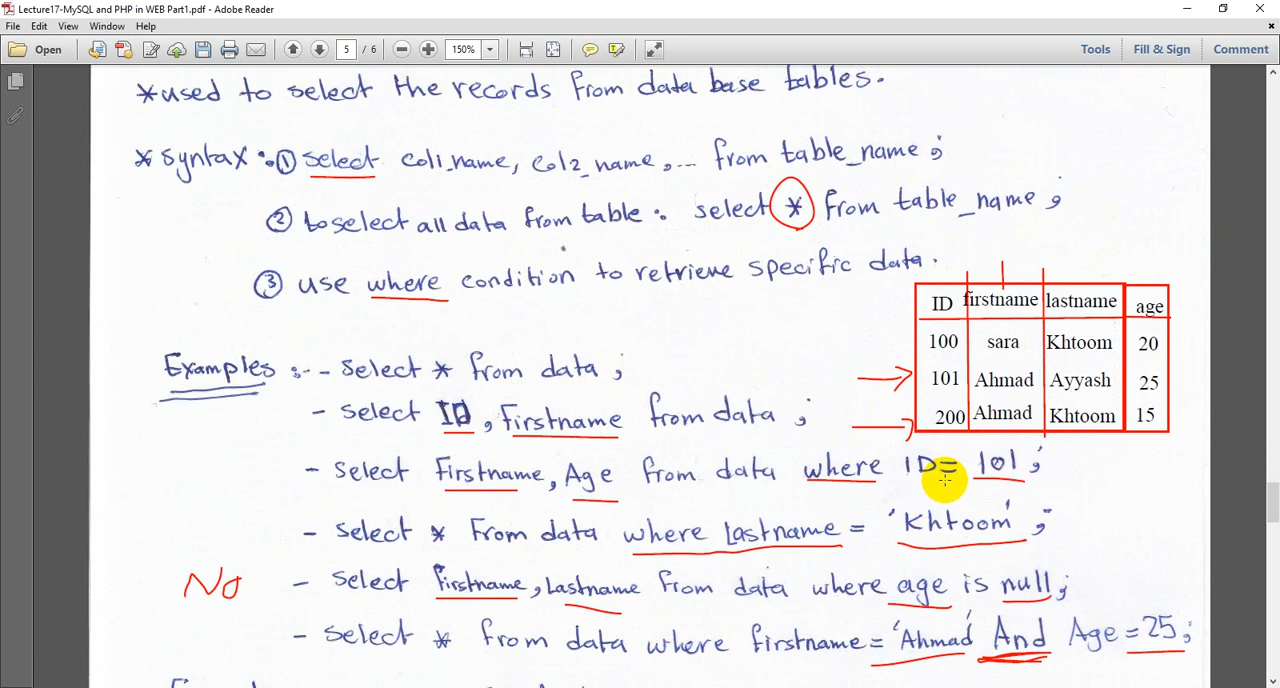 Lecture17-MySQL and PHP in WEB Part1.pdf - Adobe Reader
File Edit View Window Help
Open 5 / 6 150% Tools Fill & Sign Comment
* used to select the records from data base tables.
* syntax :. ① select col1_name, col2_name, ... from table_name ;
② to select all data from table : select * from table_name ;
③ use where condition to retrieve specific data.
ID firstname lastname age
100 sara Khtoom 20
101 Ahmad Ayyash 25
200 Ahmad Khtoom 15
Examples :- - select * from data ;
- select ID, firstname from data ;
- select Firstname, Age from data where ID = 101 ;
- select * From data where Lastname = 'Khtoom' ;
No - select firstname, Lastname from data where age is null ;
- select * from data where firstname = 'Ahmad' And Age = 25 ;